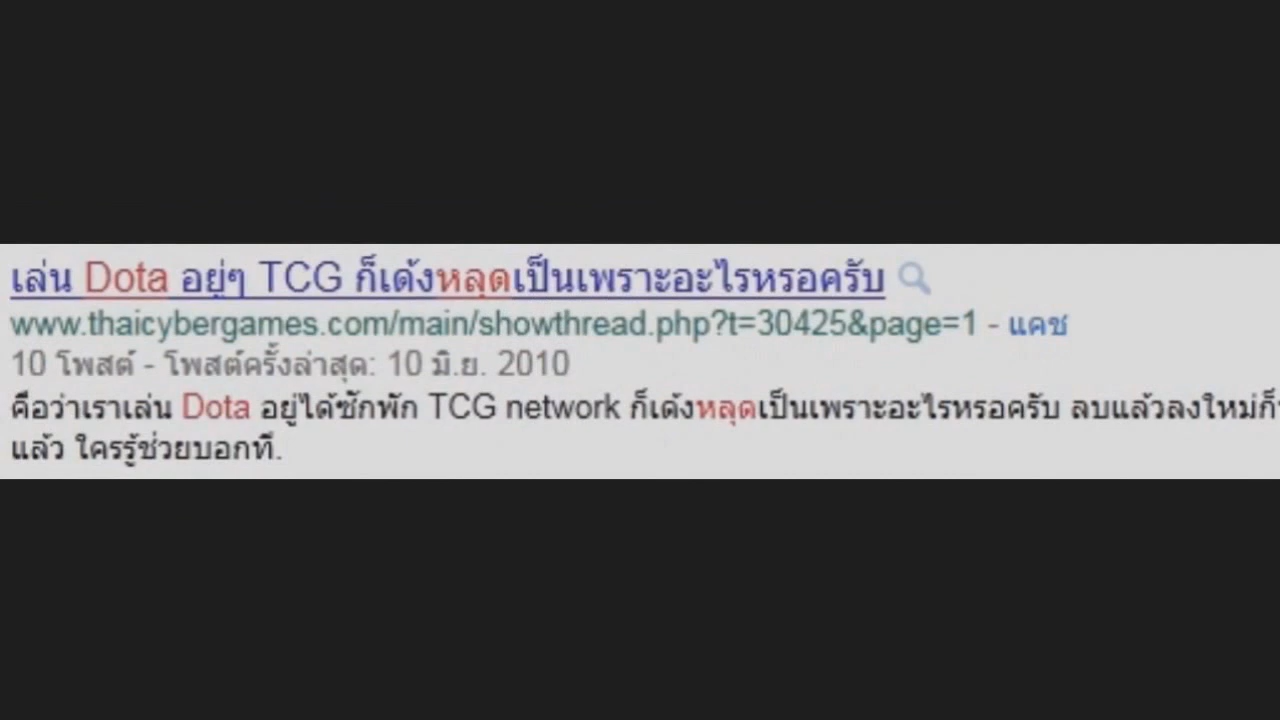 เล่น Dota อยู่ๆ TCG ก็เด้งหลุดเป็นเพราะอะไรหรอครับ
www.thaicybergames.com/main/showthread.php?t=30425&page=1 - แคช
10 โพสต์ - โพสต์ครั้งล่าสุด: 10 มิ.ย. 2010
คือว่าเราเล่น Dota อยู่ได้ซักพัก TCG network ก็เด้งหลุดเป็นเพราะอะไรหรอครับ ลบแล้วลงใหม่ก็
แล้ว ใครรู้ช่วยบอกที.